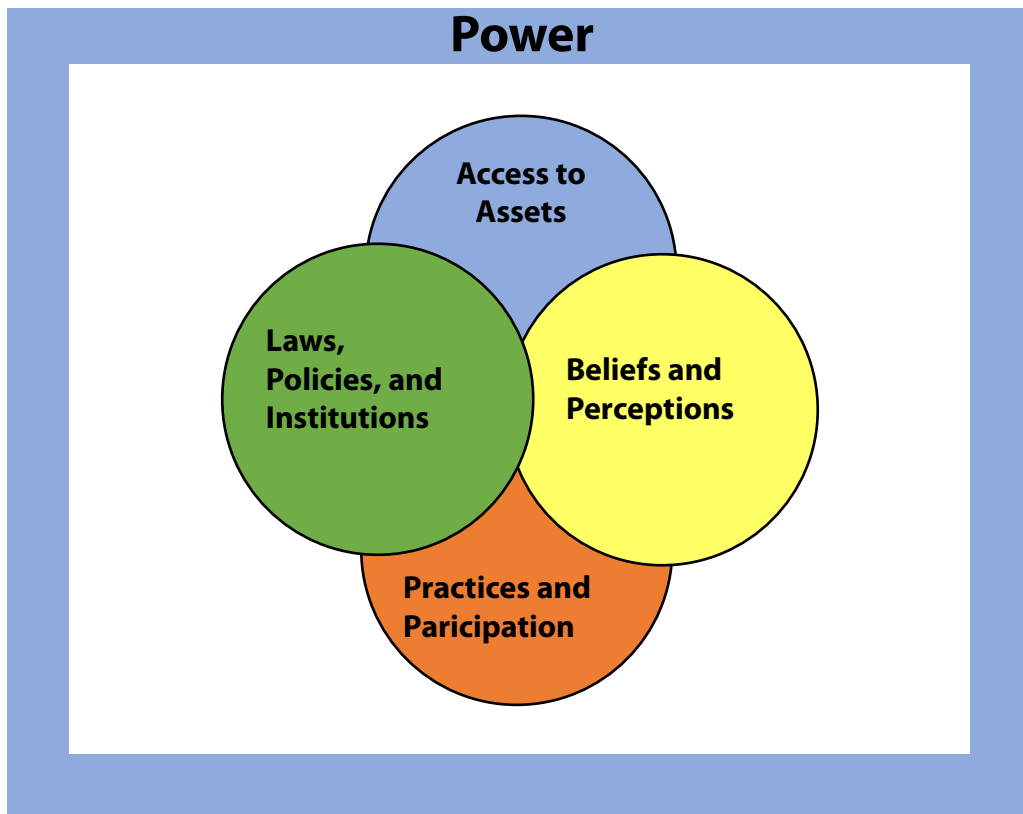 Power
Access to
Assets
Laws,
Policies, and
Institutions
Beliefs and
Perceptions
Practices and
Paricipation